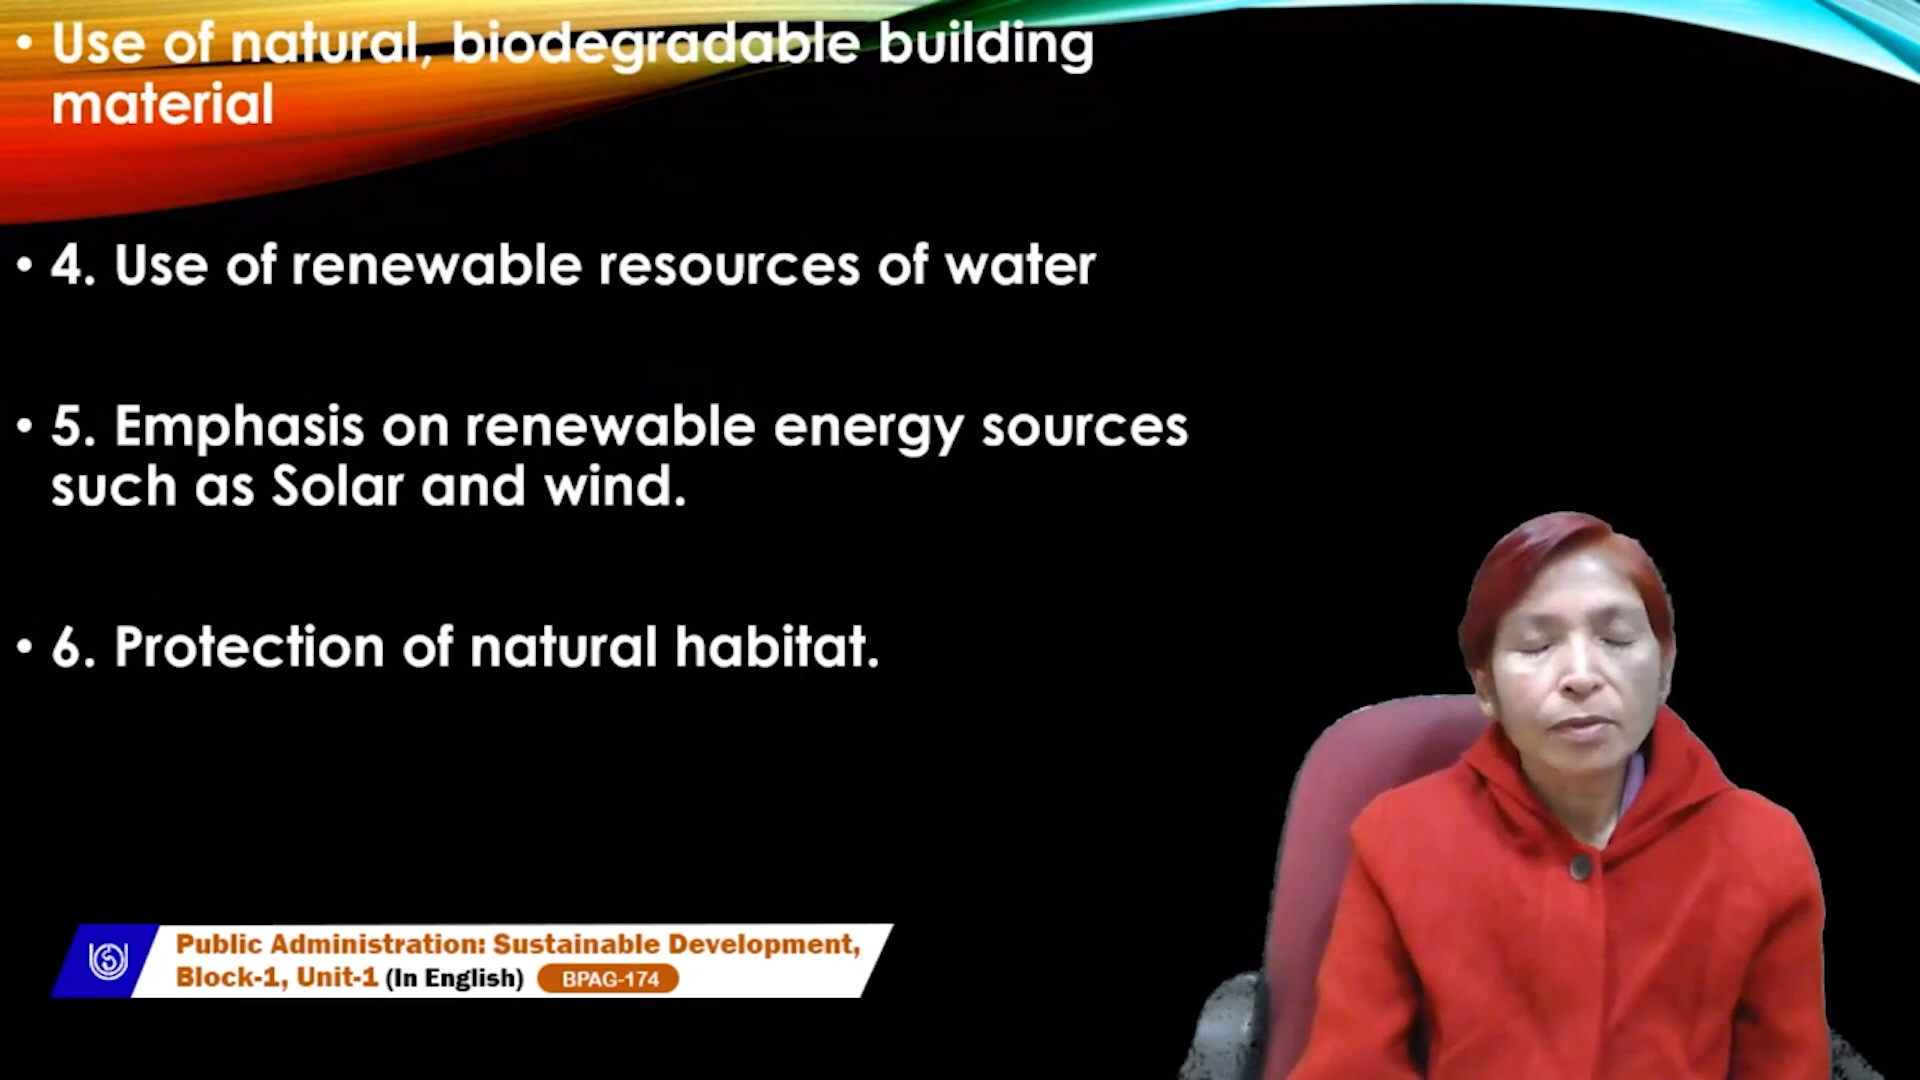 • Use of natural, biodegradable building
material
• 4. Use of renewable resources of water
• 5. Emphasis on renewable energy sources
such as Solar and wind.
• 6. Protection of natural habitat.
Public Administration: Sustainable Development,
Block-1, Unit-1 (In English) BPAG-174